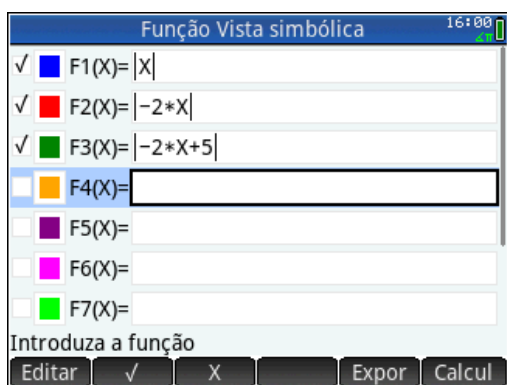 Função Vista simbólica 16:00
∡π
√ F1(X)= |X|
√ F2(X)= |−2*X|
√ F3(X)= |−2*X+5|
F4(X)=
F5(X)=
F6(X)=
F7(X)=
Introduza a função
Editar √ X Expor Calcul